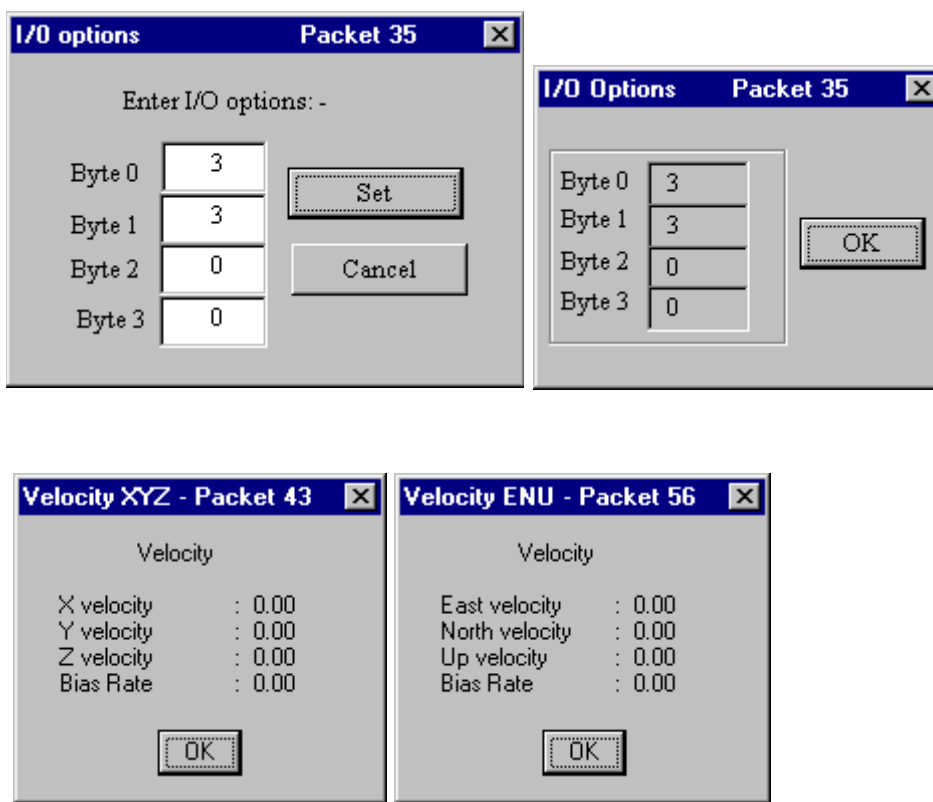 I/0 options Packet 35
Enter I/O options: -
Byte 0 3
Byte 1 3
Byte 2 0
Byte 3 0
Set
Cancel
I/O Options Packet 35
Byte 0 3
Byte 1 3
Byte 2 0
Byte 3 0
OK
Velocity XYZ - Packet 43
Velocity
X velocity : 0.00
Y velocity : 0.00
Z velocity : 0.00
Bias Rate : 0.00
OK
Velocity ENU - Packet 56
Velocity
East velocity : 0.00
North velocity : 0.00
Up velocity : 0.00
Bias Rate : 0.00
OK